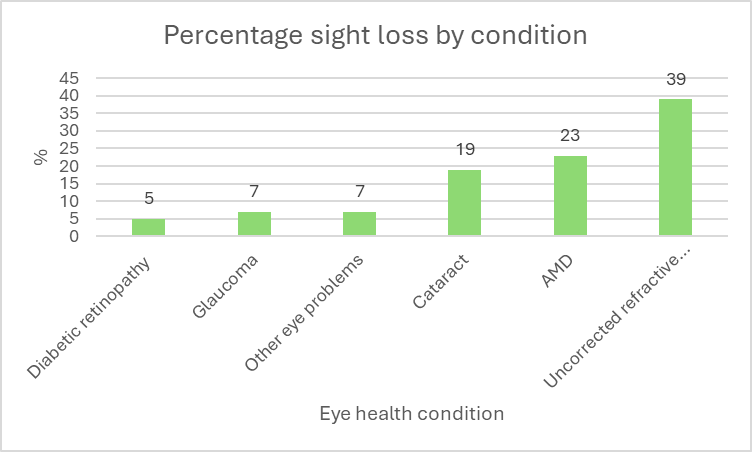 Percentage sight loss by condition
45
40
35
30
25
20
15
10
5
0
%
5
7
7
19
23
39
Diabetic retinopathy
Glaucoma
Other eye problems
Cataract
AMD
Uncorrected refractive...
Eye health condition